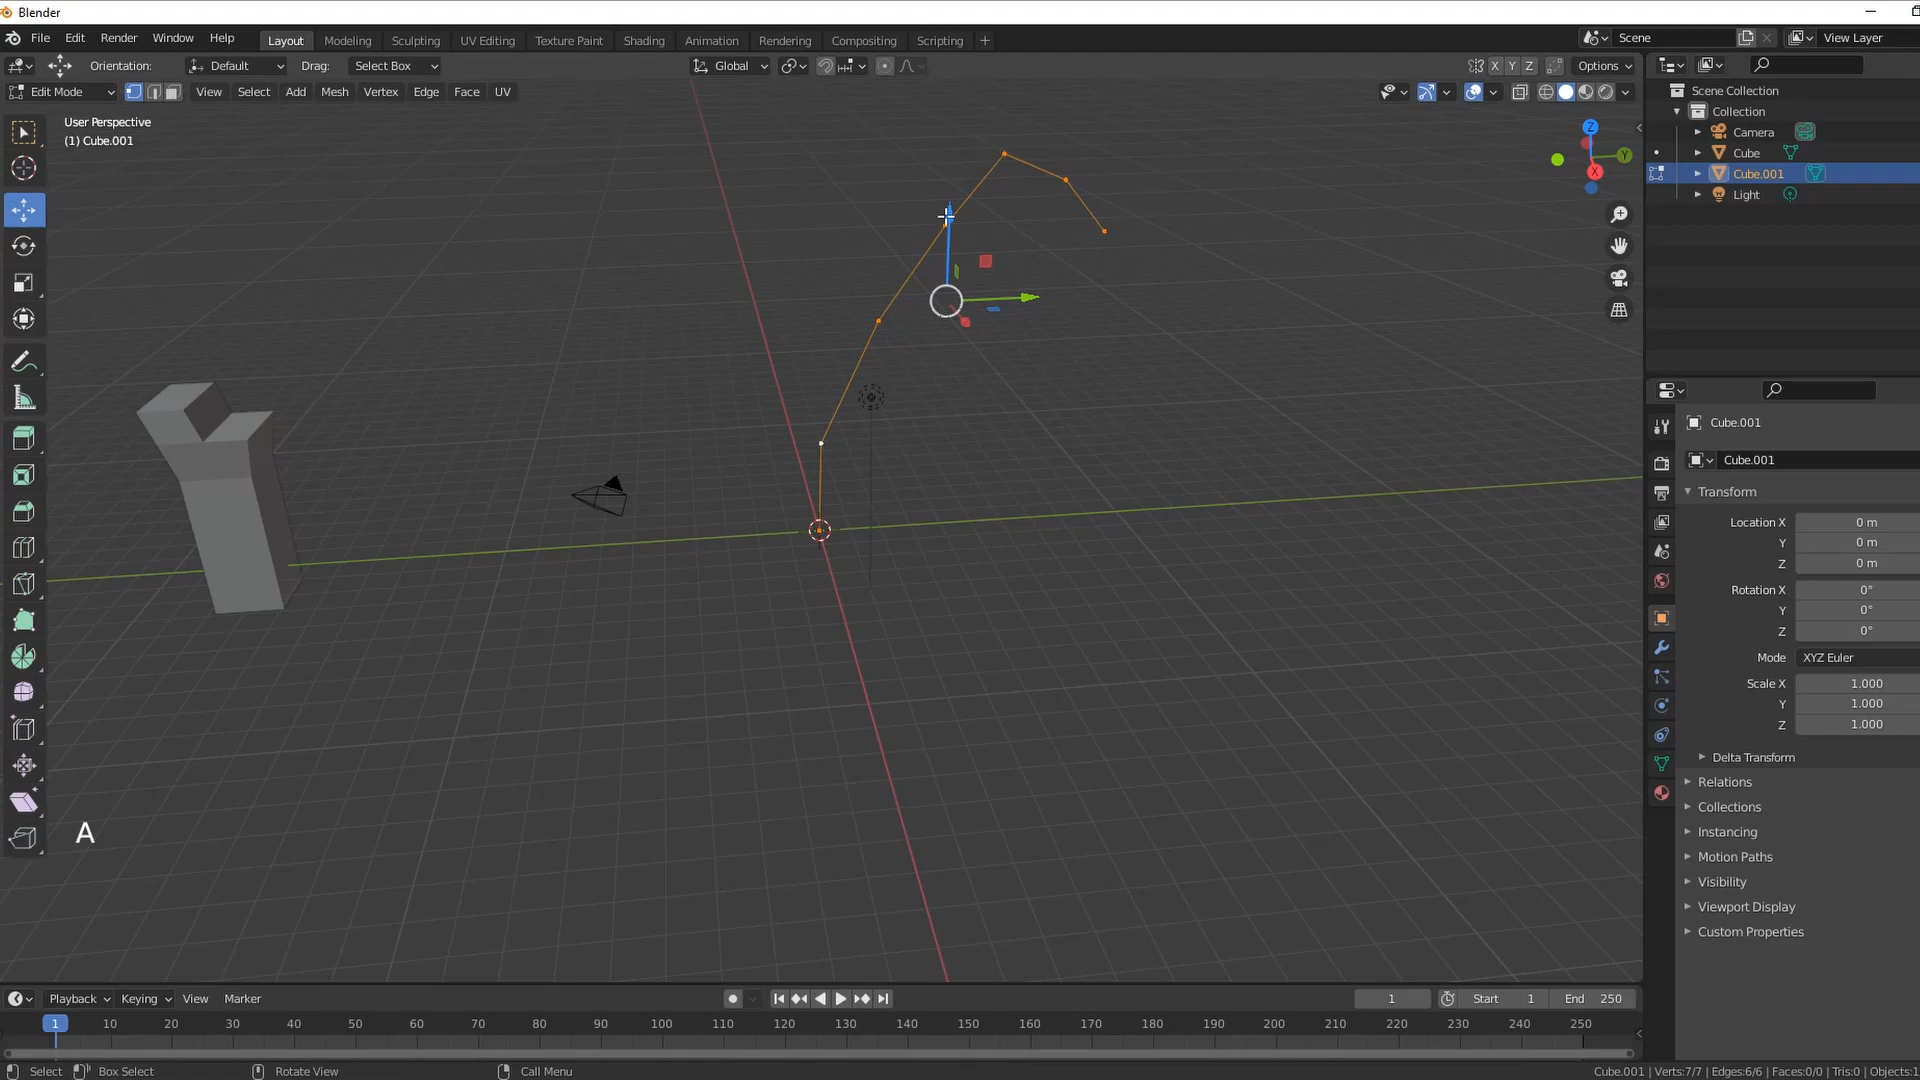 Blender
File Edit Render Window Help Layout Modeling Sculpting UV Editing Texture Paint Shading Animation Rendering Compositing Scripting + Scene View Layer
Orientation: Default Drag: Select Box Global X Y Z Options
Edit Mode View Select Add Mesh Vertex Edge Face UV
User Perspective
(1) Cube.001
Z
Y
X
Scene Collection
Collection
Camera
Cube
Cube.001
Light
Cube.001
Cube.001
Transform
Location X 0 m
Y 0 m
Z 0 m
Rotation X 0°
Y 0°
Z 0°
Mode XYZ Euler
Scale X 1.000
Y 1.000
Z 1.000
Delta Transform
Relations
Collections
Instancing
Motion Paths
Visibility
Viewport Display
Custom Properties
A
Playback Keying View Marker 1 Start 1 End 250
1 10 20 30 40 50 60 70 80 90 100 110 120 130 140 150 160 170 180 190 200 210 220 230 240 250
Select Box Select Rotate View Call Menu Cube.001 | Verts:7/7 | Edges:6/6 | Faces:0/0 | Tris:0 | Objects:1